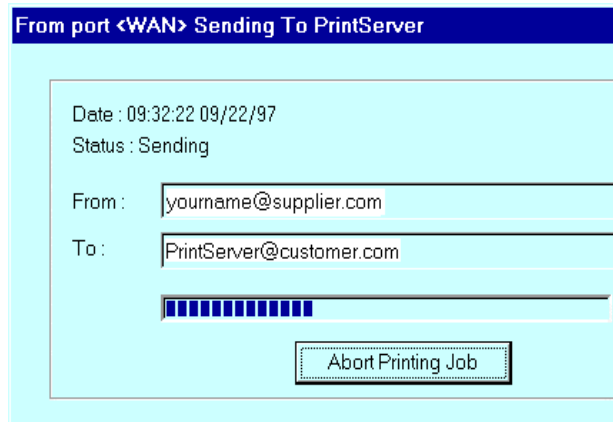 From port <WAN> Sending To PrintServer
Date : 09:32:22 09/22/97
Status : Sending
From : yourname@supplier.com
To : PrintServer@customer.com
Abort Printing Job